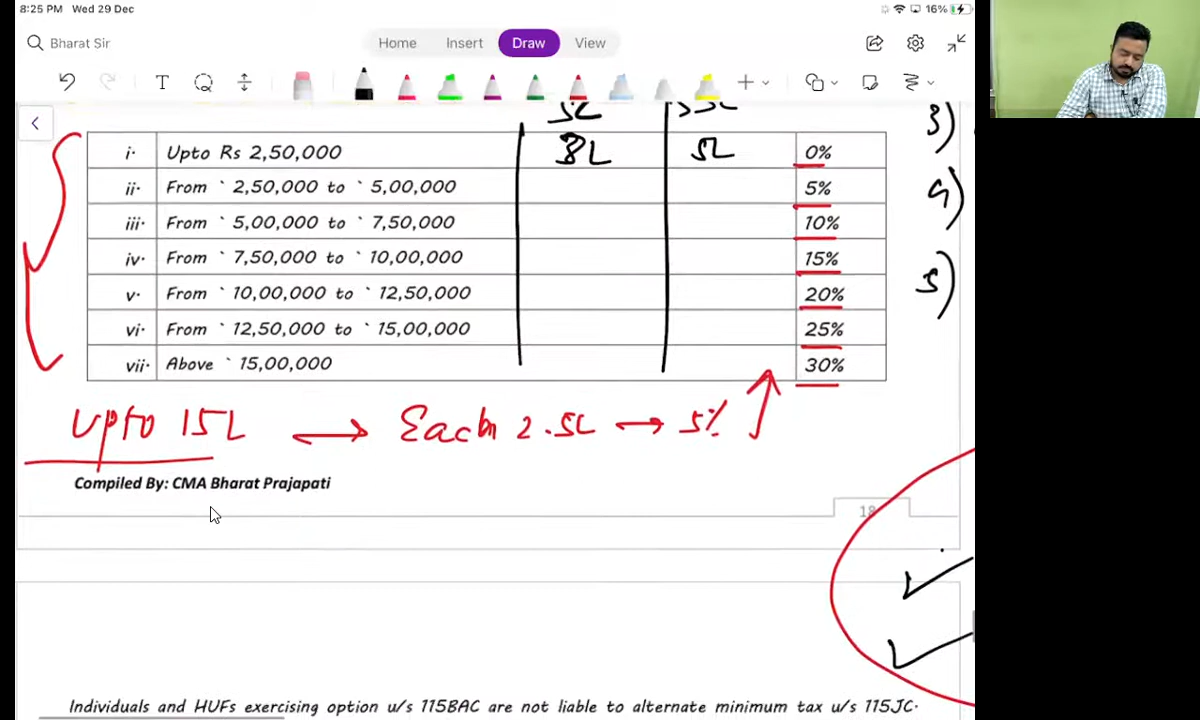 8:25 PM Wed 29 Dec 16%
Bharat Sir Home Insert Draw View
T
3)
i. Upto Rs 2,50,000 3L 5L 0%
ii. From ` 2,50,000 to ` 5,00,000 5%
4)
iii. From ` 5,00,000 to ` 7,50,000 10%
iv. From ` 7,50,000 to ` 10,00,000 15%
5)
v. From ` 10,00,000 to ` 12,50,000 20%
vi. From ` 12,50,000 to ` 15,00,000 25%
vii. Above ` 15,00,000 30%
Upto 15L → Each 2.5L → 5% ↑
Compiled By: CMA Bharat Prajapati
Individuals and HUFs exercising option u/s 115BAC are not liable to alternate minimum tax u/s 115JC.